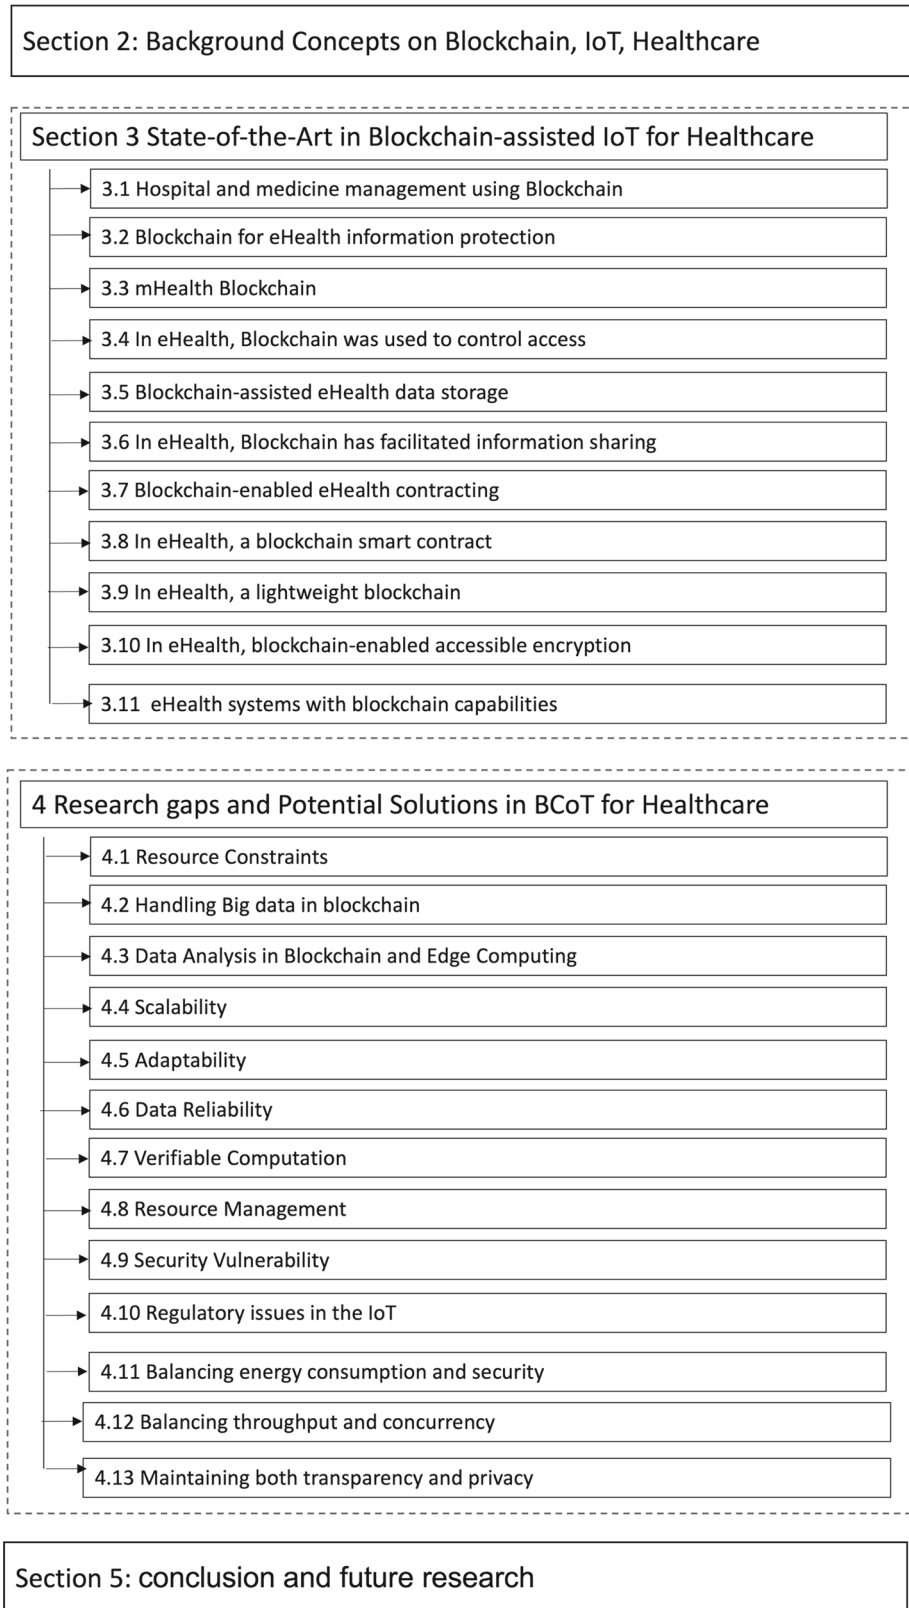 Section 2: Background Concepts on Blockchain, IoT, Healthcare
Section 3 State-of-the-Art in Blockchain-assisted IoT for Healthcare
3.1 Hospital and medicine management using Blockchain
3.2 Blockchain for eHealth information protection
3.3 mHealth Blockchain
3.4 In eHealth, Blockchain was used to control access
3.5 Blockchain-assisted eHealth data storage
3.6 In eHealth, Blockchain has facilitated information sharing
3.7 Blockchain-enabled eHealth contracting
3.8 In eHealth, a blockchain smart contract
3.9 In eHealth, a lightweight blockchain
3.10 In eHealth, blockchain-enabled accessible encryption
3.11 eHealth systems with blockchain capabilities
4 Research gaps and Potential Solutions in BCoT for Healthcare
4.1 Resource Constraints
4.2 Handling Big data in blockchain
4.3 Data Analysis in Blockchain and Edge Computing
4.4 Scalability
4.5 Adaptability
4.6 Data Reliability
4.7 Verifiable Computation
4.8 Resource Management
4.9 Security Vulnerability
4.10 Regulatory issues in the IoT
4.11 Balancing energy consumption and security
4.12 Balancing throughput and concurrency
4.13 Maintaining both transparency and privacy
Section 5: conclusion and future research